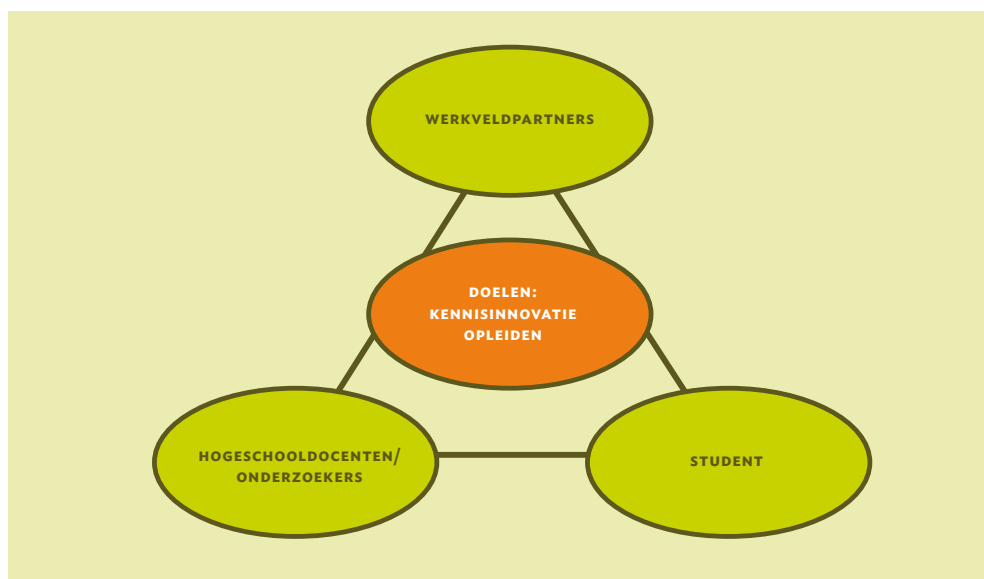 WERKVELDPARTNERS
DOELEN:
KENNISINNOVATIE
OPLEIDEN
HOGESCHOOLDOCENTEN/
ONDERZOEKERS
STUDENT